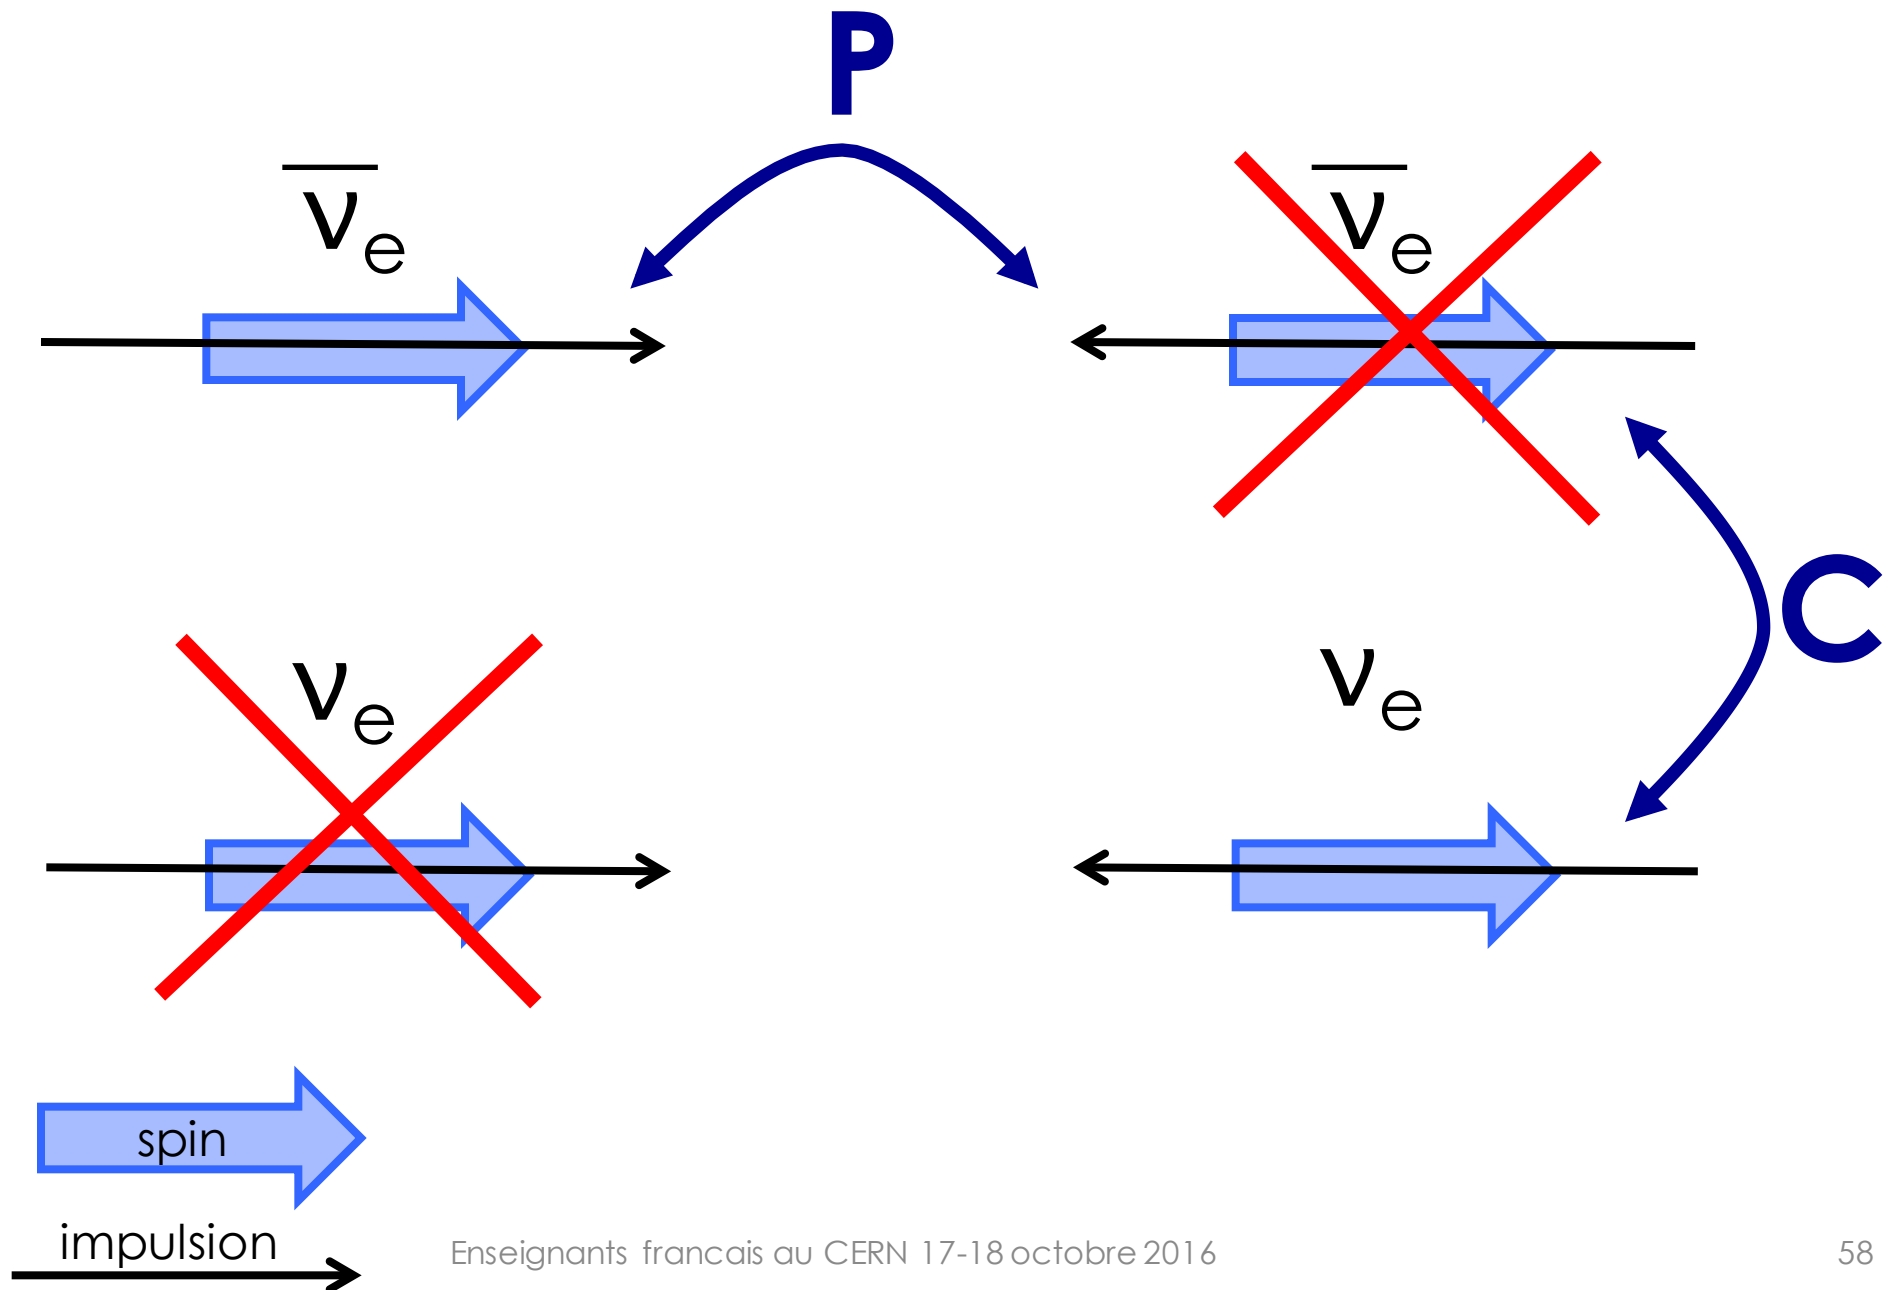 P
ν̅e
ν̅e
C
νe
νe
spin
impulsion
Enseignants francais au CERN 17-18 octobre 2016
58